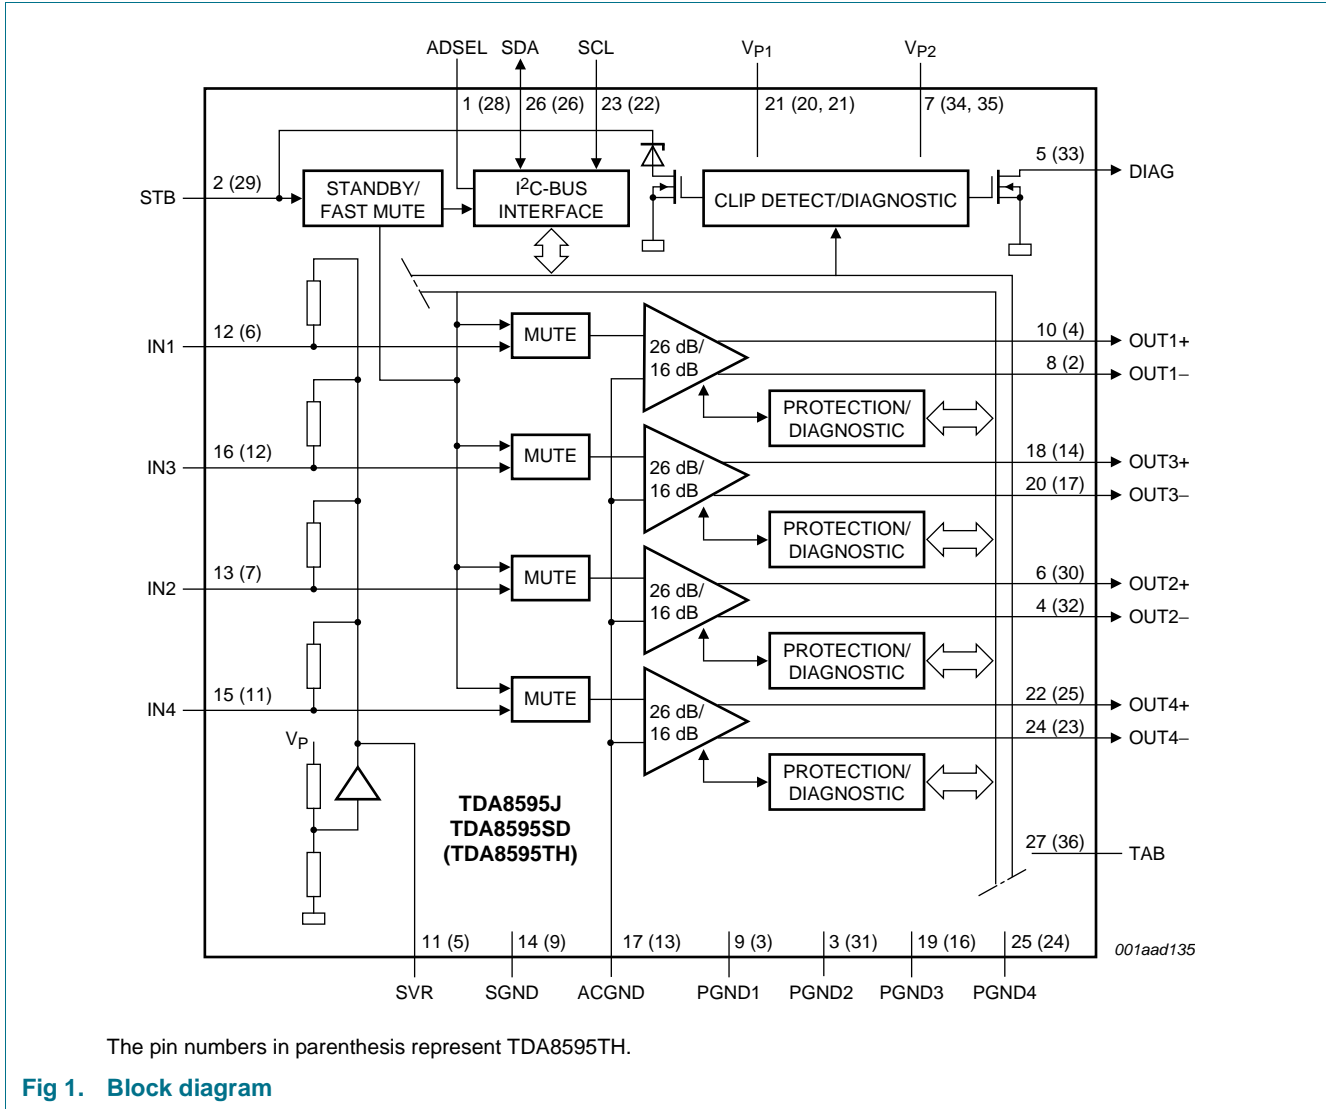 ADSEL SDA SCL VP1 VP2
1 (28) 26 (26) 23 (22) 21 (20, 21) 7 (34, 35)
5 (33)
DIAG
2 (29)
STB
STANDBY/
FAST MUTE
I²C-BUS
INTERFACE
CLIP DETECT/DIAGNOSTIC
12 (6)
IN1
MUTE
26 dB/
16 dB
10 (4)
OUT1+
8 (2)
OUT1−
PROTECTION/
DIAGNOSTIC
16 (12)
IN3
MUTE
26 dB/
16 dB
18 (14)
OUT3+
20 (17)
OUT3−
PROTECTION/
DIAGNOSTIC
13 (7)
IN2
MUTE
26 dB/
16 dB
6 (30)
OUT2+
4 (32)
OUT2−
PROTECTION/
DIAGNOSTIC
15 (11)
IN4
MUTE
26 dB/
16 dB
22 (25)
OUT4+
24 (23)
OUT4−
PROTECTION/
DIAGNOSTIC
VP
TDA8595J
TDA8595SD
(TDA8595TH)
27 (36)
TAB
11 (5) 14 (9) 17 (13) 9 (3) 3 (31) 19 (16) 25 (24)
001aad135
SVR SGND ACGND PGND1 PGND2 PGND3 PGND4
The pin numbers in parenthesis represent TDA8595TH.
Fig 1. Block diagram